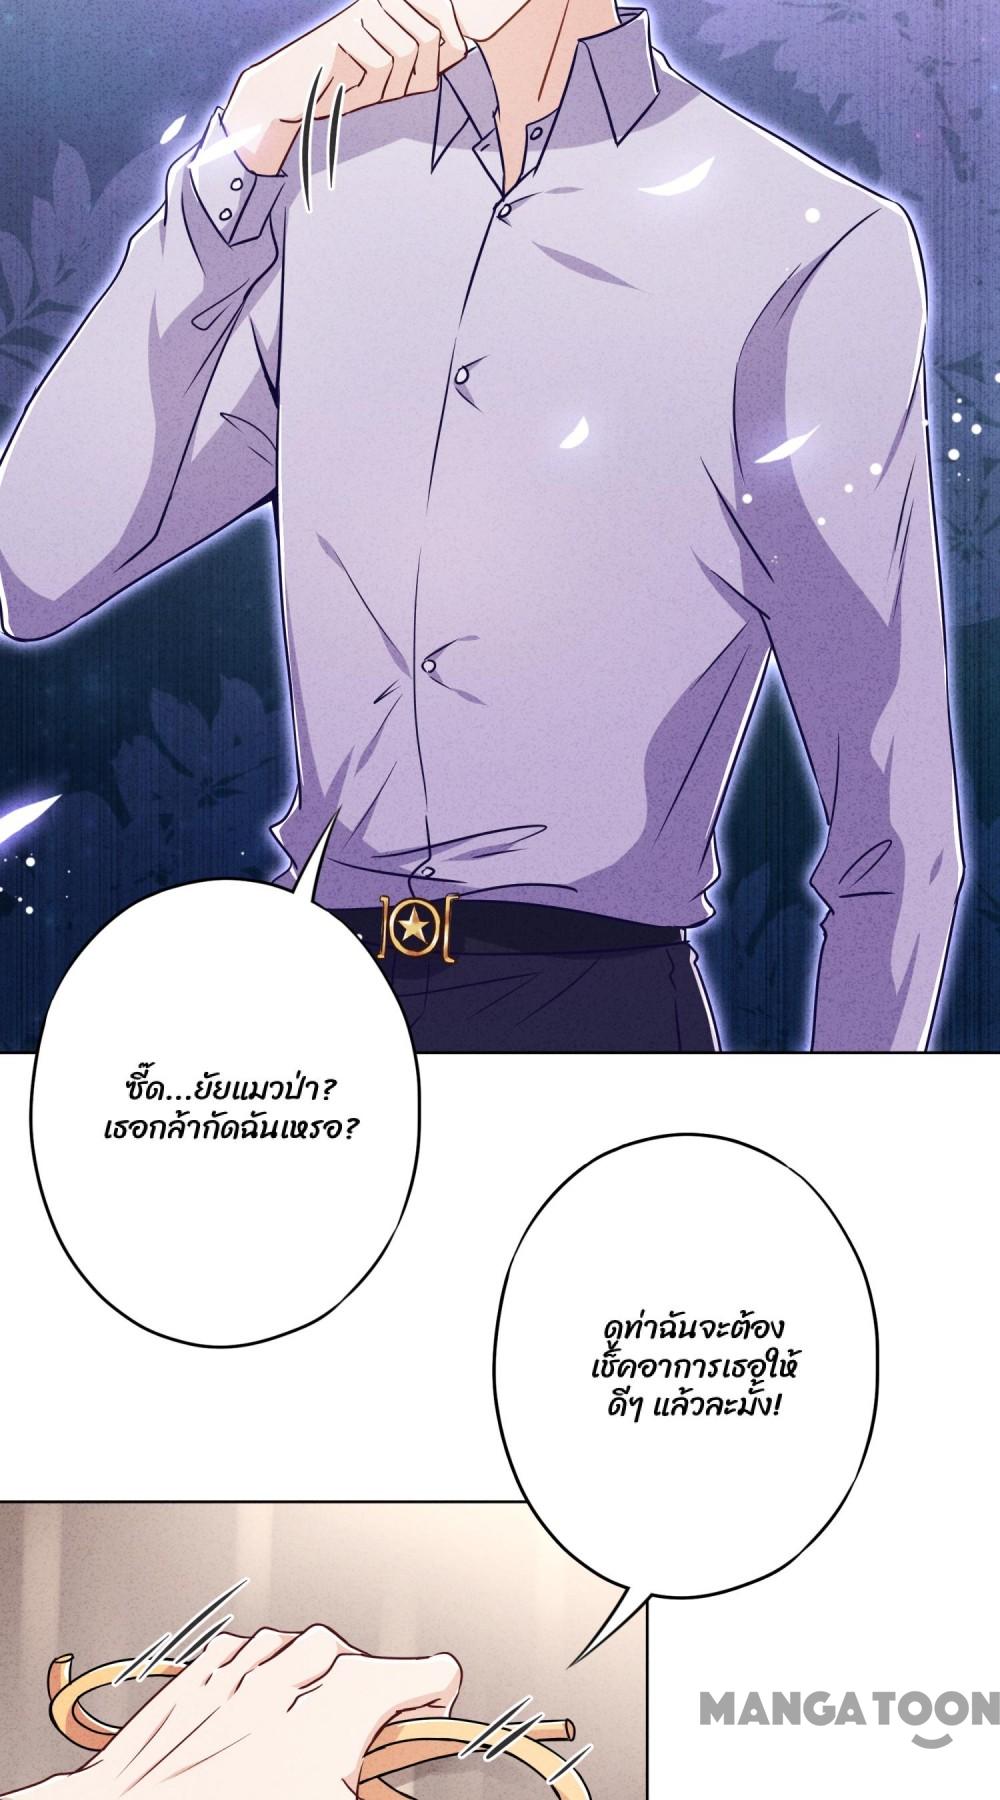 ซี๊ด...ยัยแมวป่า?
เธอกล้ากัดฉันเหรอ?
ดูท่าฉันจะต้อง
เช็คอาการเธอให้
ดีๆ แล้วละมั้ง!
MANGATOON